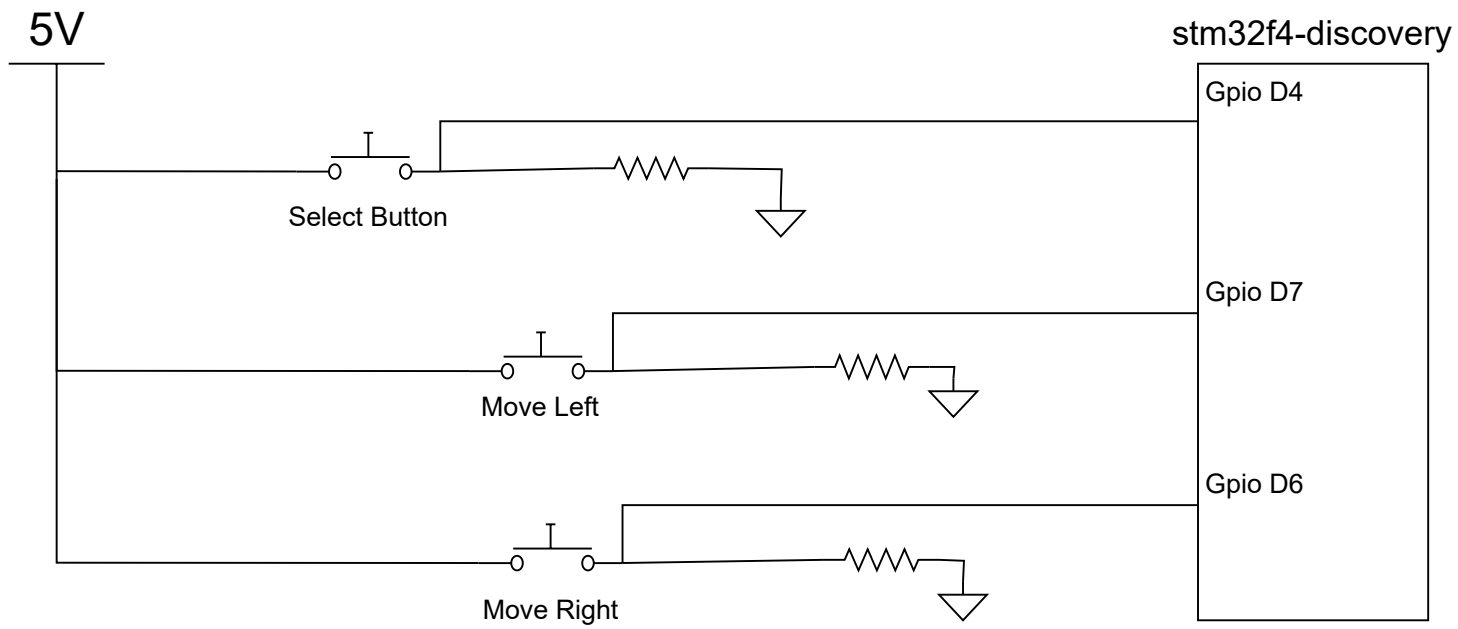 5V
stm32f4-discovery
Gpio D4
Select Button
Gpio D7
Move Left
Gpio D6
Move Right